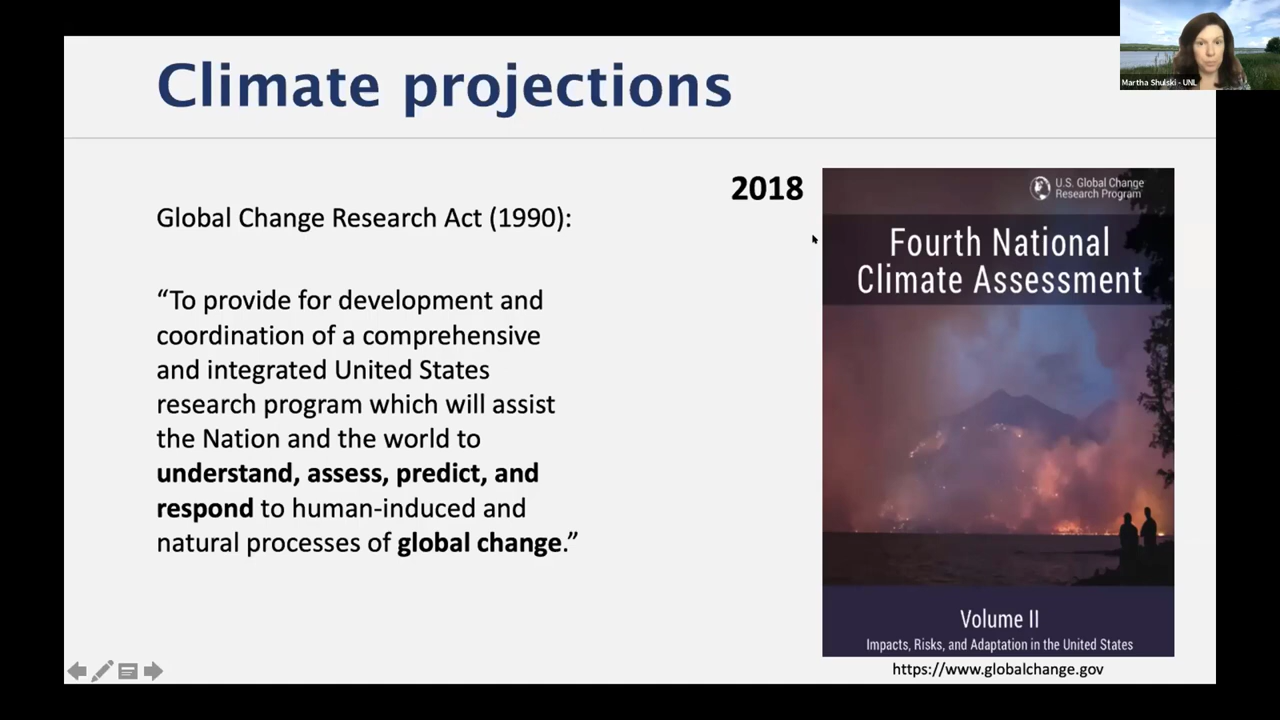 Climate projections
Martha Shulski - UNL
Global Change Research Act (1990):
“To provide for development and
coordination of a comprehensive
and integrated United States
research program which will assist
the Nation and the world to
understand, assess, predict, and
respond to human-induced and
natural processes of global change.”
2018
U.S. Global Change
Research Program
Fourth National
Climate Assessment
Volume II
Impacts, Risks, and Adaptation in the United States
https://www.globalchange.gov